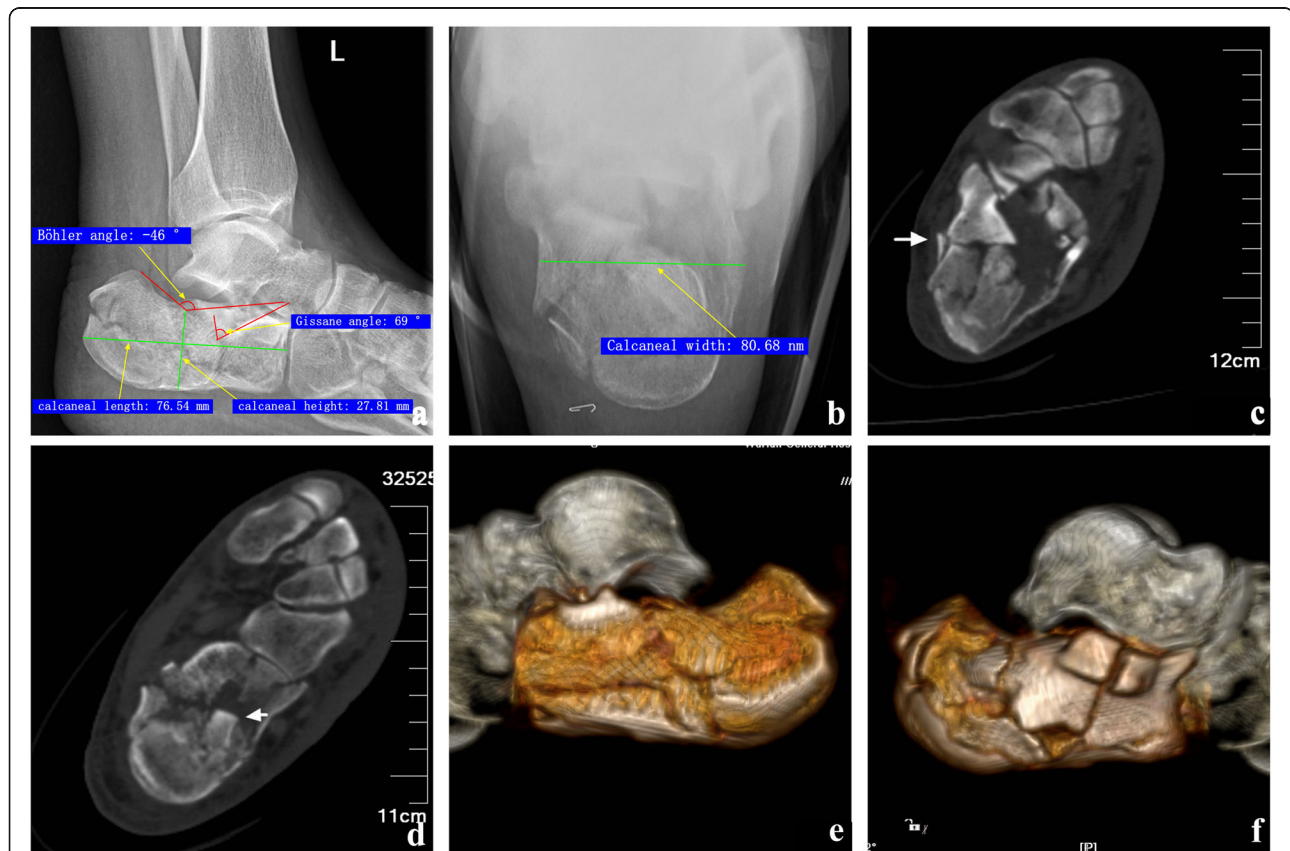 L
Böhler angle: -46 °
Gissane angle: 69 °
calcaneal length: 76.54 mm
calcaneal height: 27.81 mm
a
Calcaneal width: 80.68 nm
b
12cm
c
32525
11cm
d
e
[IP]
f